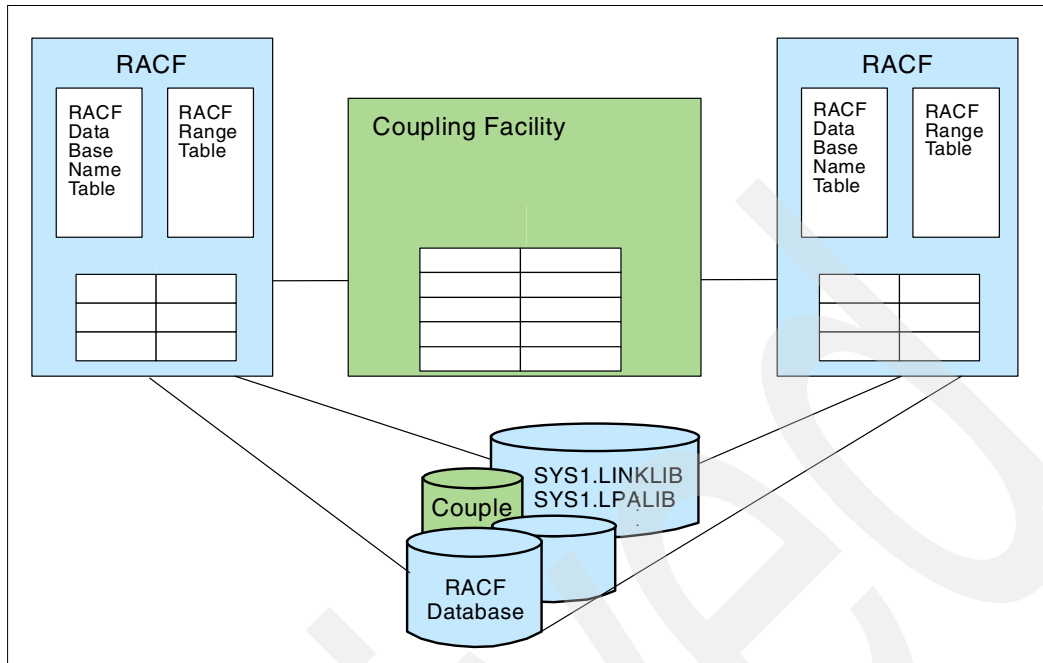 RACF
RACF
Data
Base
Name
Table
RACF
Range
Table
Coupling Facility
RACF
RACF
Data
Base
Name
Table
RACF
Range
Table
SYS1.LINKLIB
SYS1.LPALIB
.
.
Couple
RACF
Database